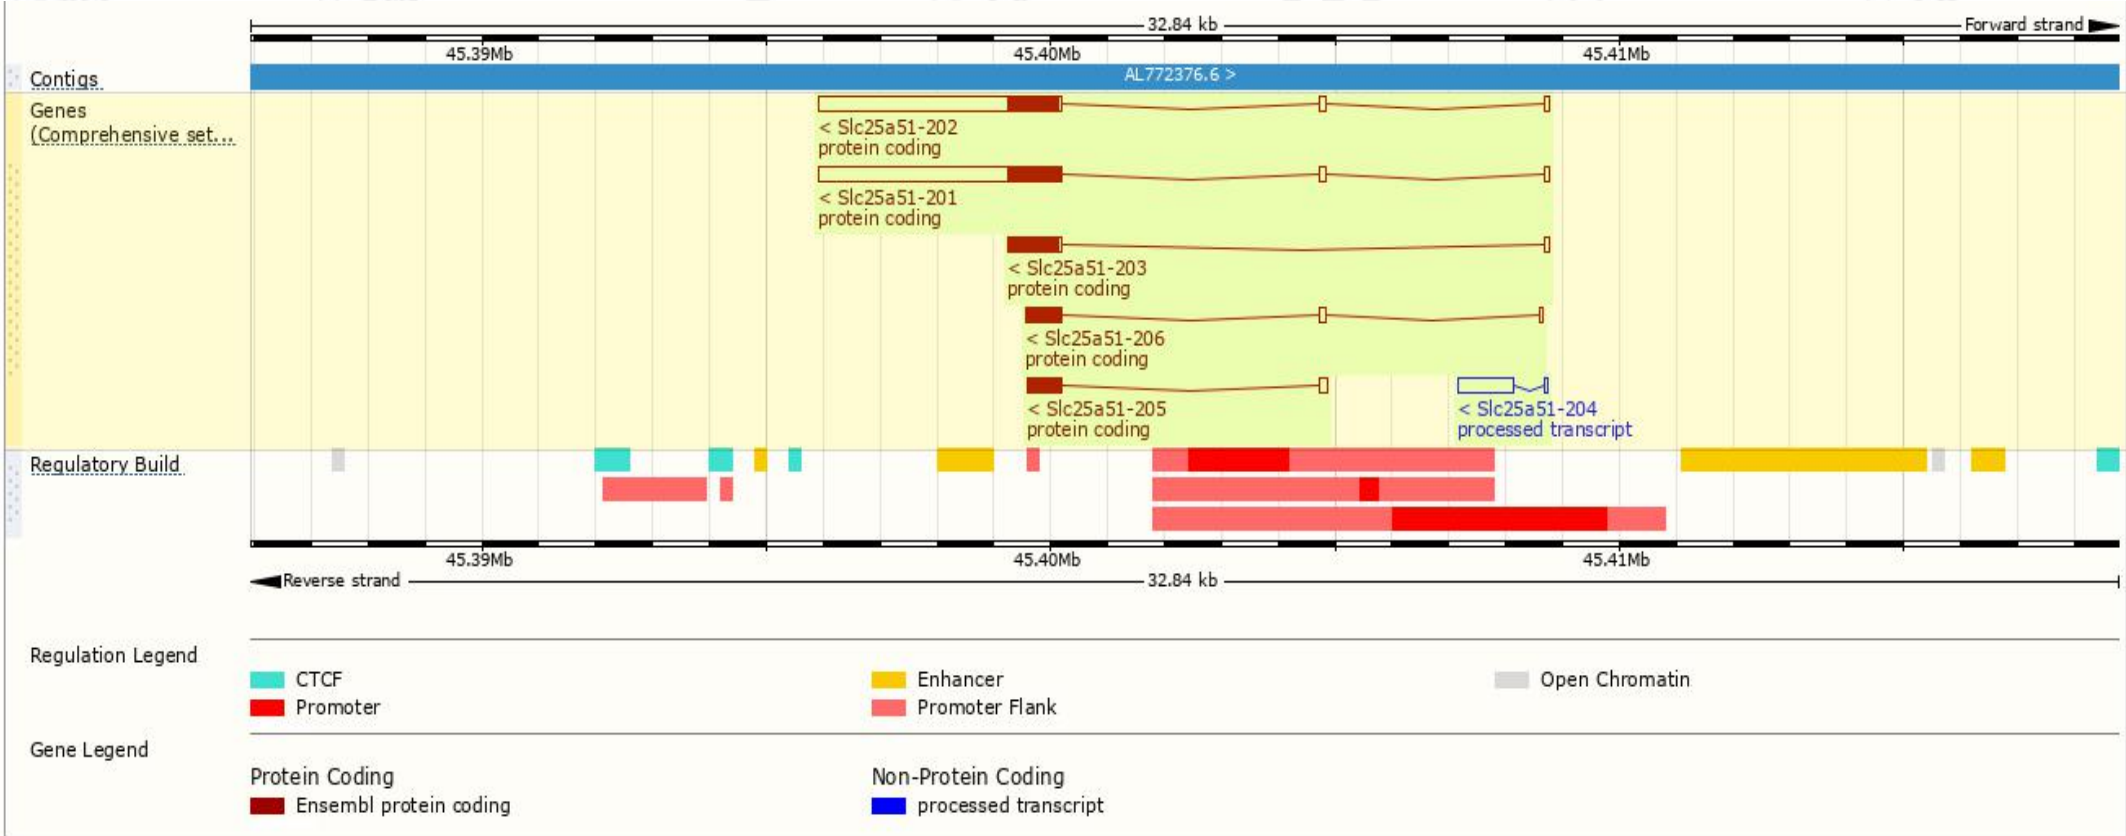 32.84 kb
Forward strand
45.39Mb 45.40Mb 45.41Mb
Contigs
AL772376.6 >
Genes
(Comprehensive set...
< Slc25a51-202
protein coding
< Slc25a51-201
protein coding
< Slc25a51-203
protein coding
< Slc25a51-206
protein coding
< Slc25a51-205
protein coding
< Slc25a51-204
processed transcript
Regulatory Build
45.39Mb 45.40Mb 45.41Mb
Reverse strand
32.84 kb
Regulation Legend
CTCF
Enhancer
Open Chromatin
Promoter
Promoter Flank
Gene Legend
Protein Coding
Non-Protein Coding
Ensembl protein coding
processed transcript